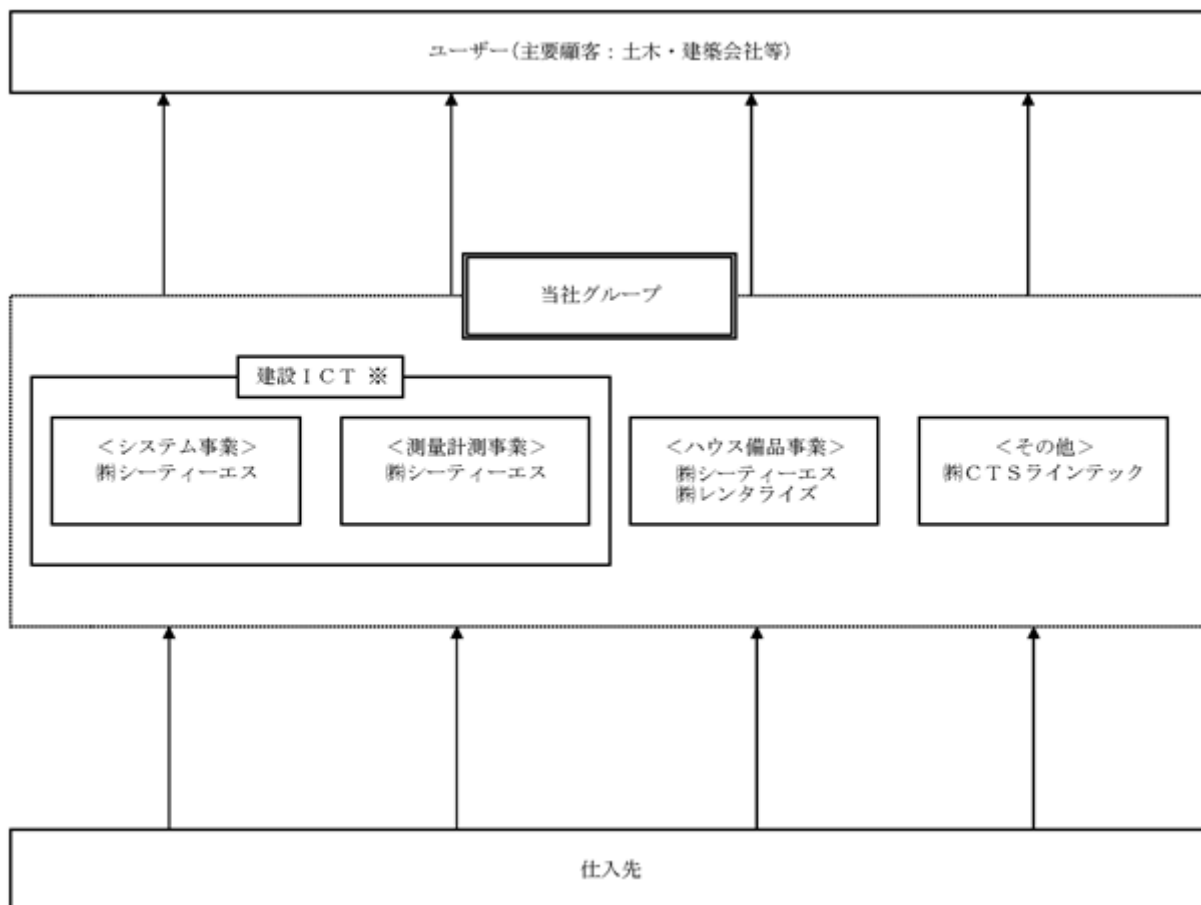 ユーザー(主要顧客：土木・建築会社等)
当社グループ
建設ＩＣＴ ※
＜システム事業＞
㈱シーティーエス
＜測量計測事業＞
㈱シーティーエス
＜ハウス備品事業＞
㈱シーティーエス
㈱レンタライズ
＜その他＞
㈱ＣＴＳラインテック
仕入先